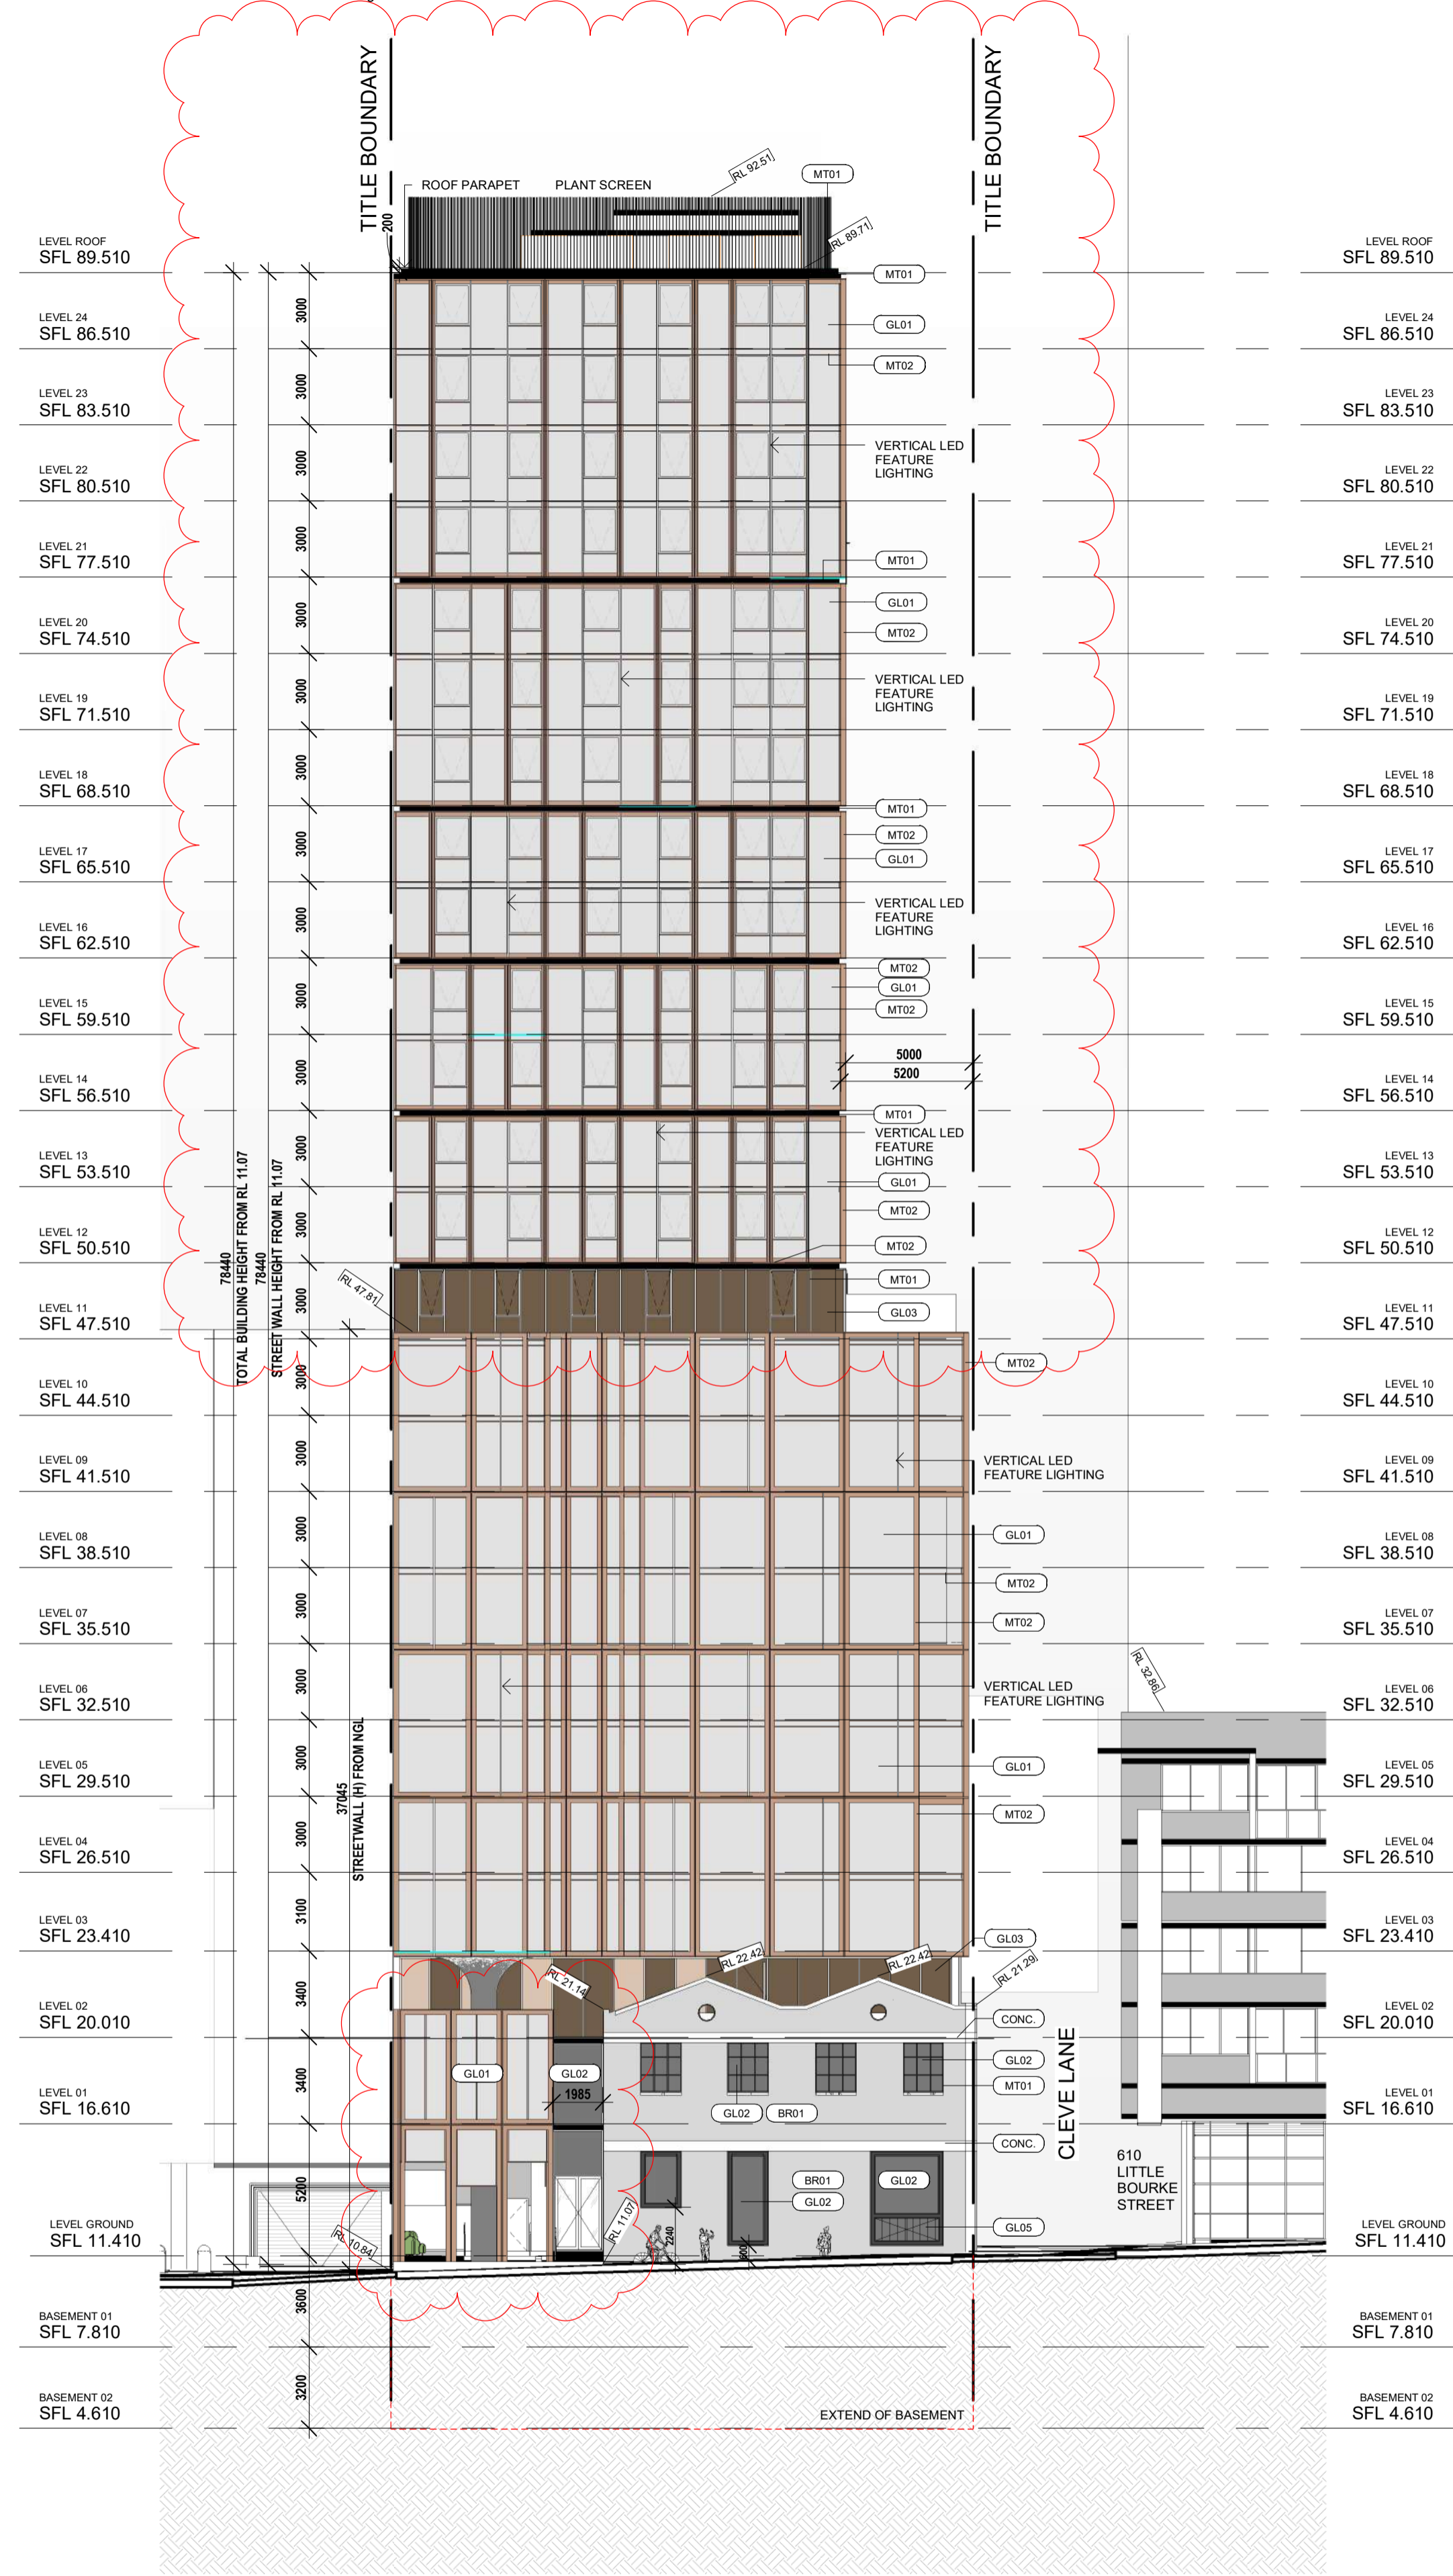 TITLE BOUNDARY
TITLE BOUNDARY
ROOF PARAPET
PLANT SCREEN
RL 92.51
MT01
200
RL 89.71
LEVEL ROOF
SFL 89.510
MT01
LEVEL ROOF
SFL 89.510
3000
GL01
LEVEL 24
SFL 86.510
MT02
LEVEL 24
SFL 86.510
3000
LEVEL 23
SFL 83.510
LEVEL 23
SFL 83.510
3000
VERTICAL LED
FEATURE
LIGHTING
LEVEL 22
SFL 80.510
LEVEL 22
SFL 80.510
3000
MT01
LEVEL 21
SFL 77.510
LEVEL 21
SFL 77.510
3000
GL01
MT02
LEVEL 20
SFL 74.510
LEVEL 20
SFL 74.510
3000
VERTICAL LED
FEATURE
LIGHTING
LEVEL 19
SFL 71.510
LEVEL 19
SFL 71.510
3000
LEVEL 18
SFL 68.510
LEVEL 18
SFL 68.510
MT01
3000
MT02
GL01
LEVEL 17
SFL 65.510
LEVEL 17
SFL 65.510
3000
VERTICAL LED
FEATURE
LIGHTING
LEVEL 16
SFL 62.510
LEVEL 16
SFL 62.510
MT02
3000
GL01
MT02
LEVEL 15
SFL 59.510
LEVEL 15
SFL 59.510
3000
5000
5200
LEVEL 14
SFL 56.510
LEVEL 14
SFL 56.510
MT01
3000
VERTICAL LED
FEATURE
LIGHTING
LEVEL 13
SFL 53.510
LEVEL 13
SFL 53.510
GL01
3000
MT02
LEVEL 12
SFL 50.510
LEVEL 12
SFL 50.510
MT02
78440
TOTAL BUILDING HEIGHT FROM RL 11.07
78440
STREET WALL HEIGHT FROM RL 11.07
3000
RL 47.81
MT01
GL03
LEVEL 11
SFL 47.510
LEVEL 11
SFL 47.510
3000
MT02
LEVEL 10
SFL 44.510
LEVEL 10
SFL 44.510
3000
VERTICAL LED
FEATURE LIGHTING
LEVEL 09
SFL 41.510
LEVEL 09
SFL 41.510
3000
GL01
LEVEL 08
SFL 38.510
LEVEL 08
SFL 38.510
3000
MT02
MT02
LEVEL 07
SFL 35.510
LEVEL 07
SFL 35.510
3000
VERTICAL LED
FEATURE LIGHTING
RL 32.86
LEVEL 06
SFL 32.510
LEVEL 06
SFL 32.510
3000
GL01
LEVEL 05
SFL 29.510
LEVEL 05
SFL 29.510
37045
STREETWALL (H) FROM NGL
3000
MT02
LEVEL 04
SFL 26.510
LEVEL 04
SFL 26.510
3100
LEVEL 03
SFL 23.410
LEVEL 03
SFL 23.410
GL03
RL 22.42
RL 22.42
RL 21.14
RL 21.29
3400
LEVEL 02
SFL 20.010
LEVEL 02
SFL 20.010
CONC.
GL01
GL02
GL02
3400
1985
MT01
GL02
BR01
LEVEL 01
SFL 16.610
LEVEL 01
SFL 16.610
CLEVE LANE
CONC.
610
LITTLE
BOURKE
STREET
5200
BR01
GL02
GL02
RL 11.07
GL05
2240
600
RL 10.84
LEVEL GROUND
SFL 11.410
LEVEL GROUND
SFL 11.410
3600
BASEMENT 01
SFL 7.810
BASEMENT 01
SFL 7.810
3200
BASEMENT 02
SFL 4.610
EXTEND OF BASEMENT
BASEMENT 02
SFL 4.610